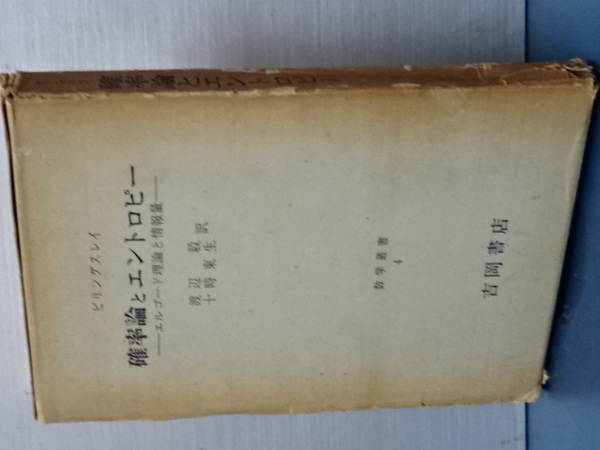 確率論とエントロピー
ビリングスレイ
確率論とエントロピー
――エルゴード理論と情報量――
渡辺 毅
十時東生 訳
数学叢書
4
吉岡書店